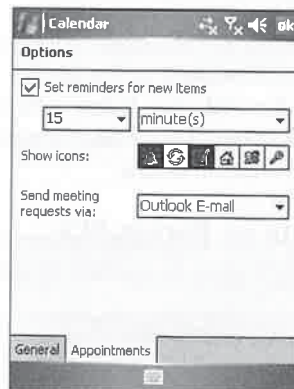 Calendar ok
Options
Set reminders for new items
15 minute(s)
Show icons:
Send meeting
requests via: Outlook E-mail
General Appointments